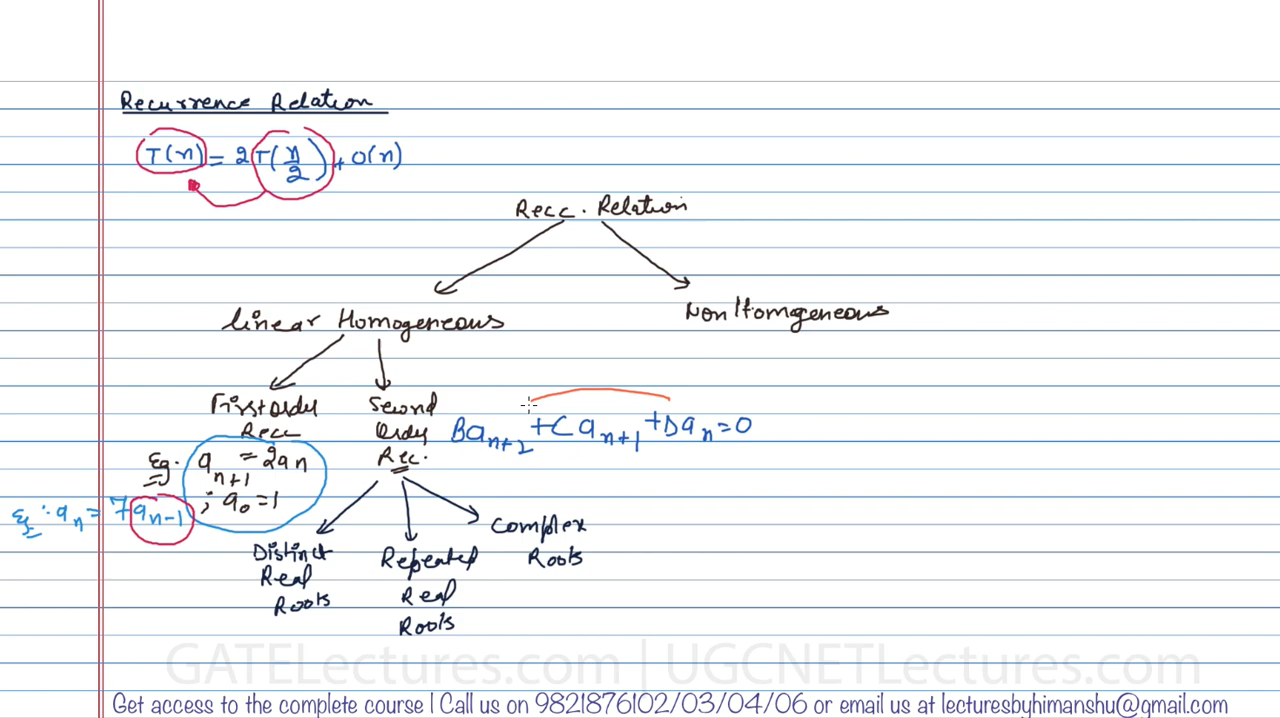 Recurrence Relation
T(n) = 2T(n/2) + O(n)
Recc. Relation
linear Homogeneous
Non Homogeneous
First order
Recc
Second
Order
Rec.
Ba_{n+2} + Ca_{n+1} + Da_n = 0
Eg. a_{n+1} = 2a_n
; a_0 = 1
Eg: a_n = 7a_{n-1}
Distinct
Real
Roots
Repeated
Real
Roots
Complex
Roots
GATELectures.com | UGCNETLectures.com
Get access to the complete course | Call us on 9821876102/03/04/06 or email us at lecturesbyhimanshu@gmail.com